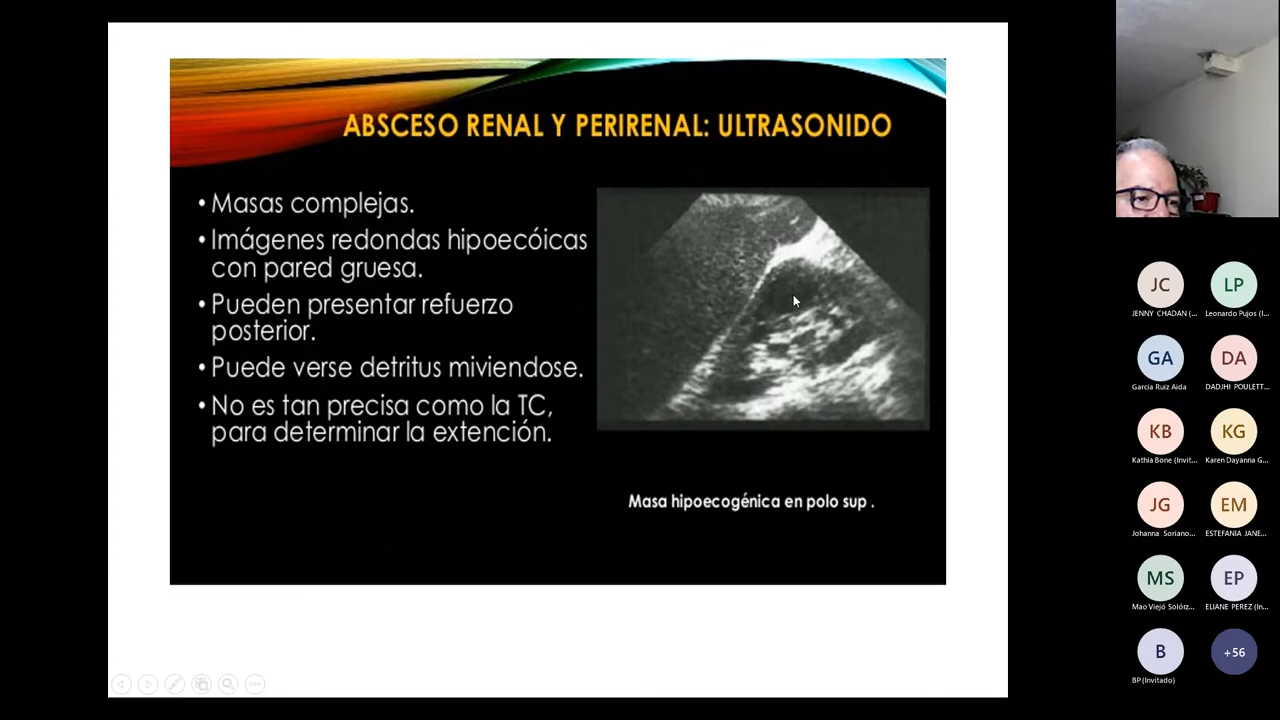 ABSCESO RENAL Y PERIRENAL: ULTRASONIDO
• Masas complejas.
• Imágenes redondas hipoecóicas
con pared gruesa.
• Pueden presentar refuerzo
posterior.
• Puede verse detritus miviendose.
• No es tan precisa como la TC,
para determinar la extención.
Masa hipoecogénica en polo sup .
JC
LP
JENNY CHADAN (...
Leonardo Pujos (I...
GA
DA
Garcia Ruiz Aida
DADJHI POULETT...
KB
KG
Kathia Bone (Invit...
Karen Dayanna G...
JG
EM
Johanna Soriano...
ESTEFANIA JANE...
MS
EP
Mao Viejó Solórz...
ELIANE PEREZ (In...
B
+56
BP (Invitado)